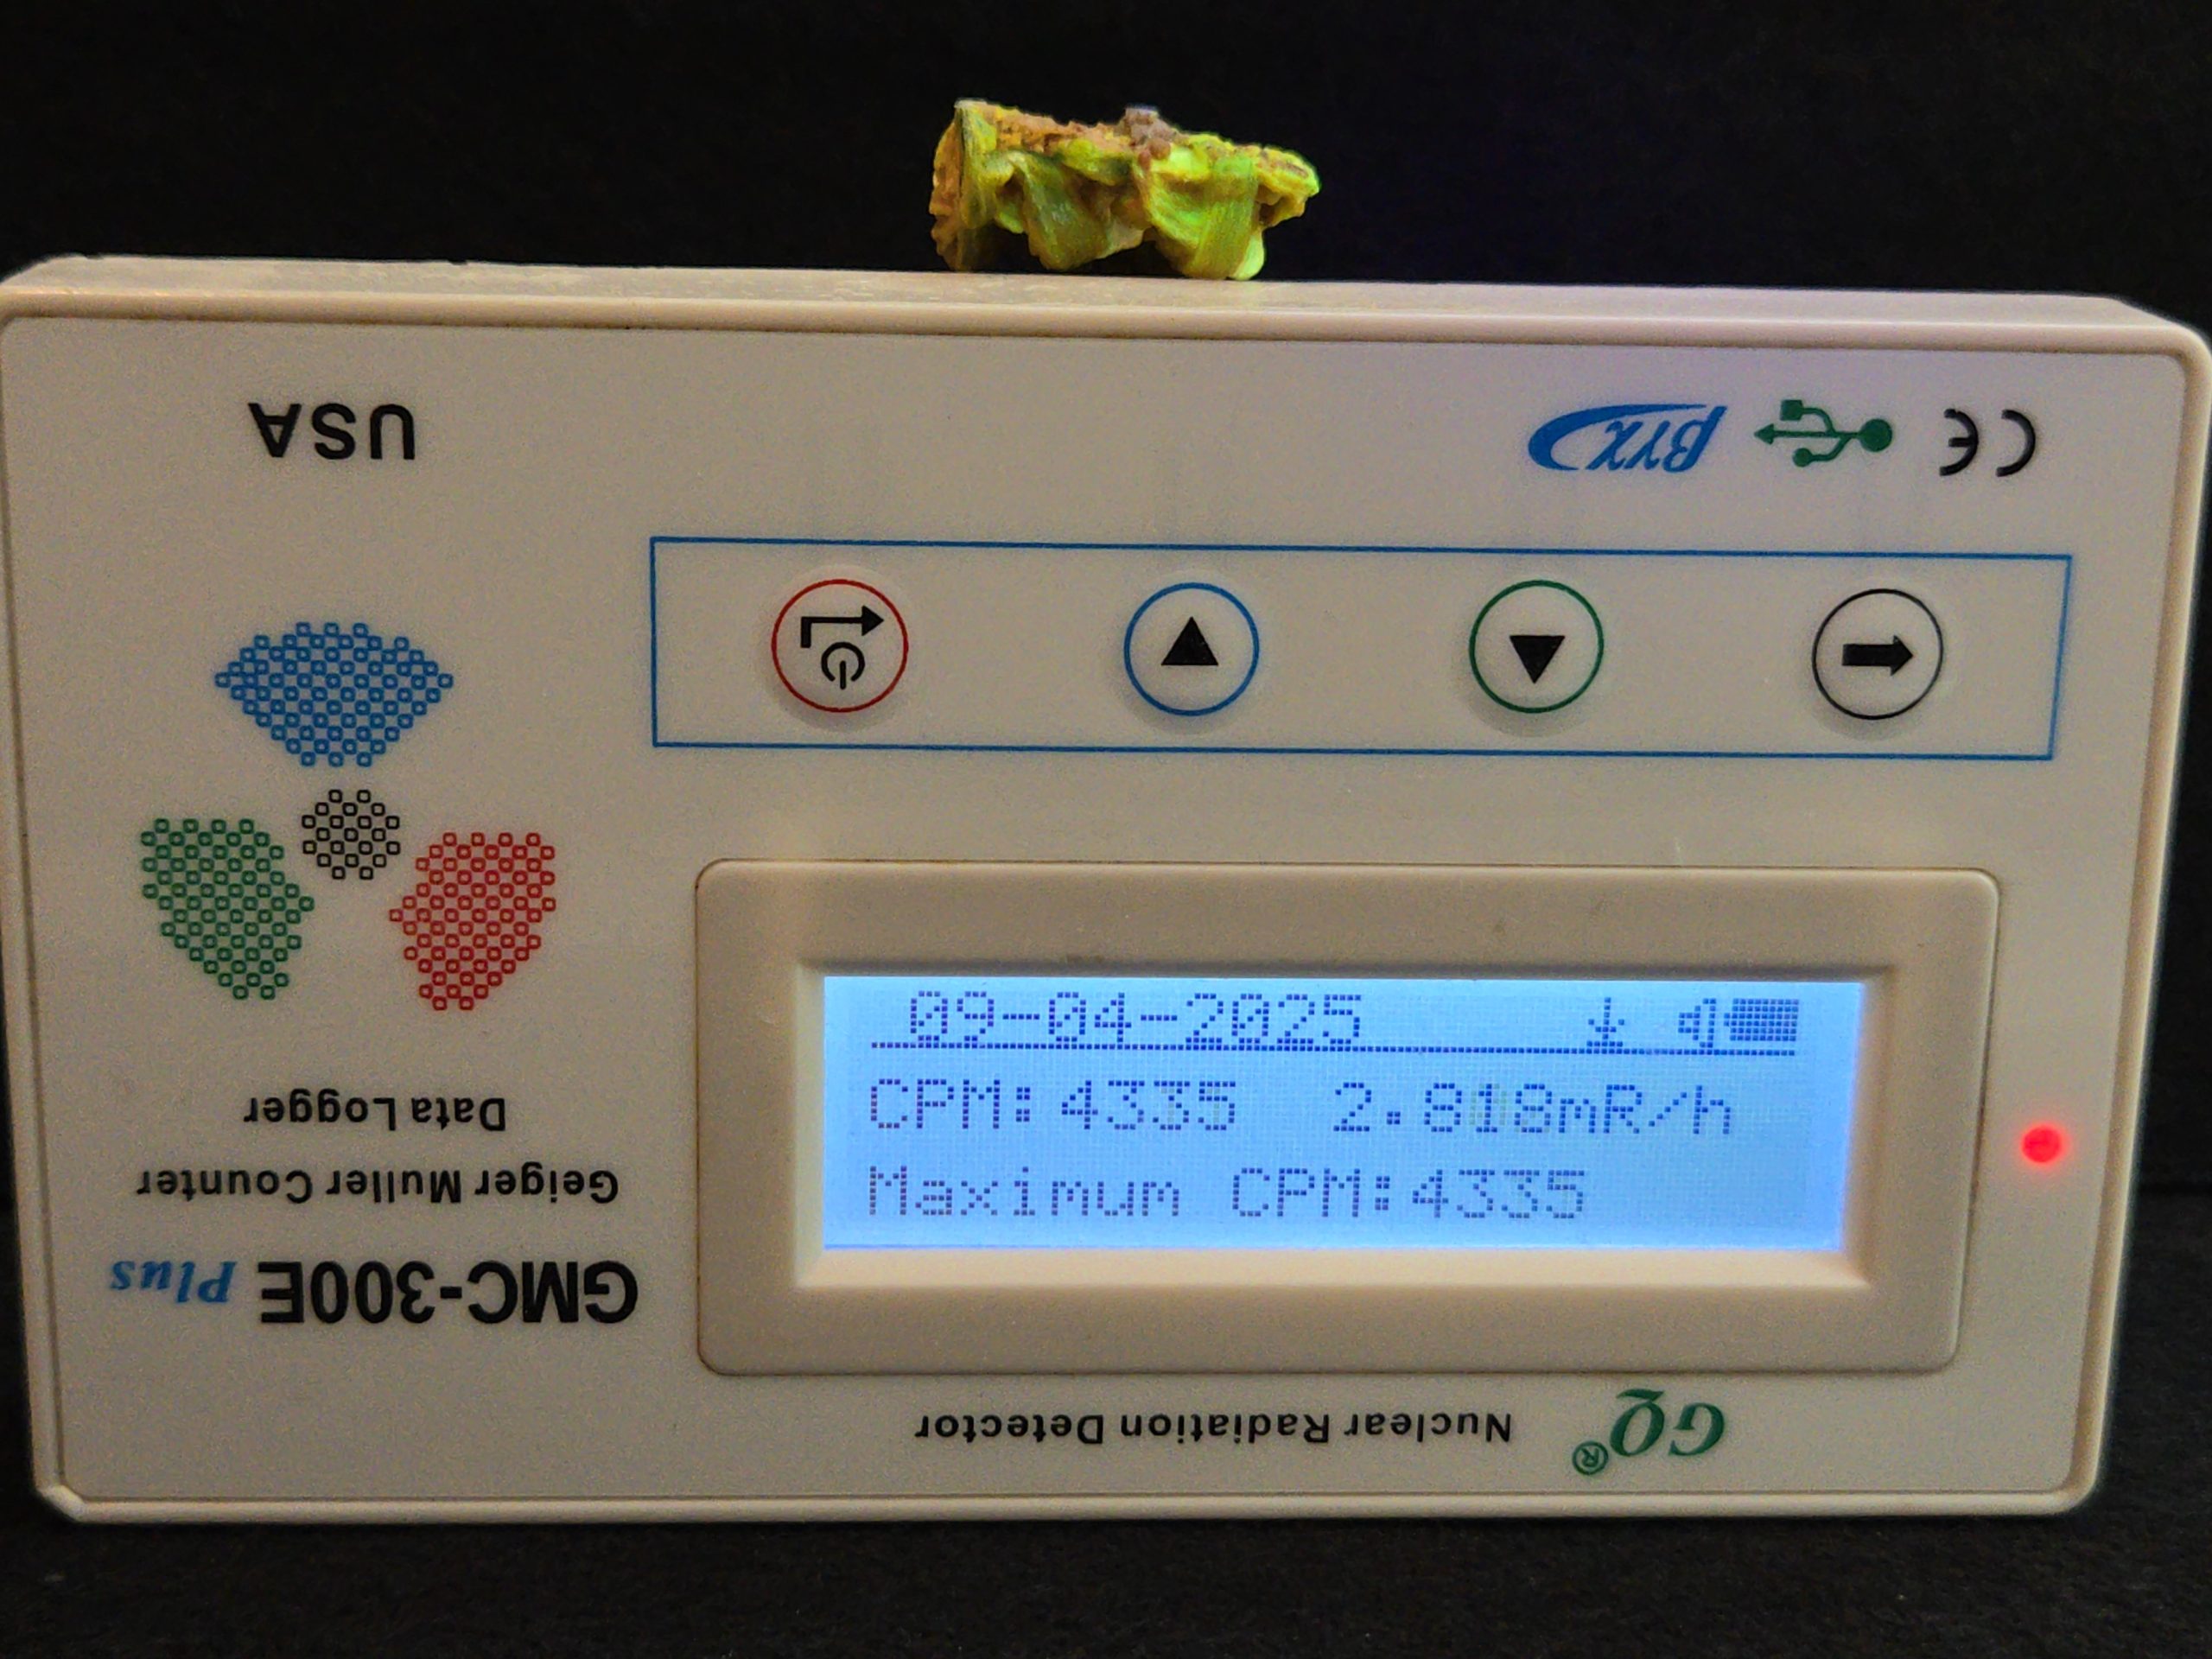 USA
CE
βγχ
09-04-2025
CPM:4335 2.818mR/h
Maximum CPM:4335
GQ® Nuclear Radiation Detector
GMC-300E Plus
Geiger Muller Counter
Data Logger